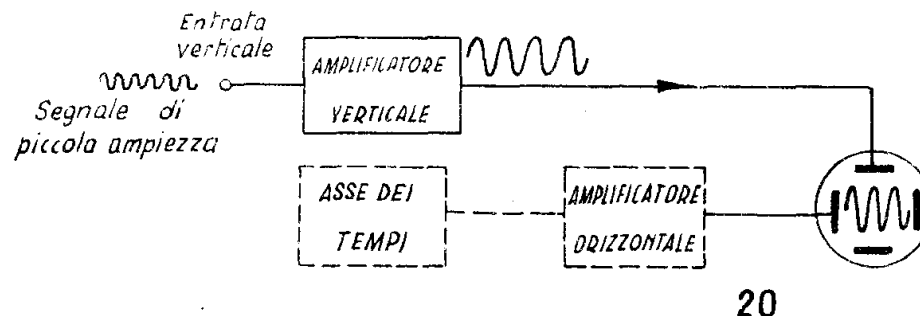 Entrata
verticale
Segnale di
piccola ampiezza
AMPLIFICATORE
VERTICALE
ASSE DEI
TEMPI
AMPLIFICATORE
ORIZZONTALE
20